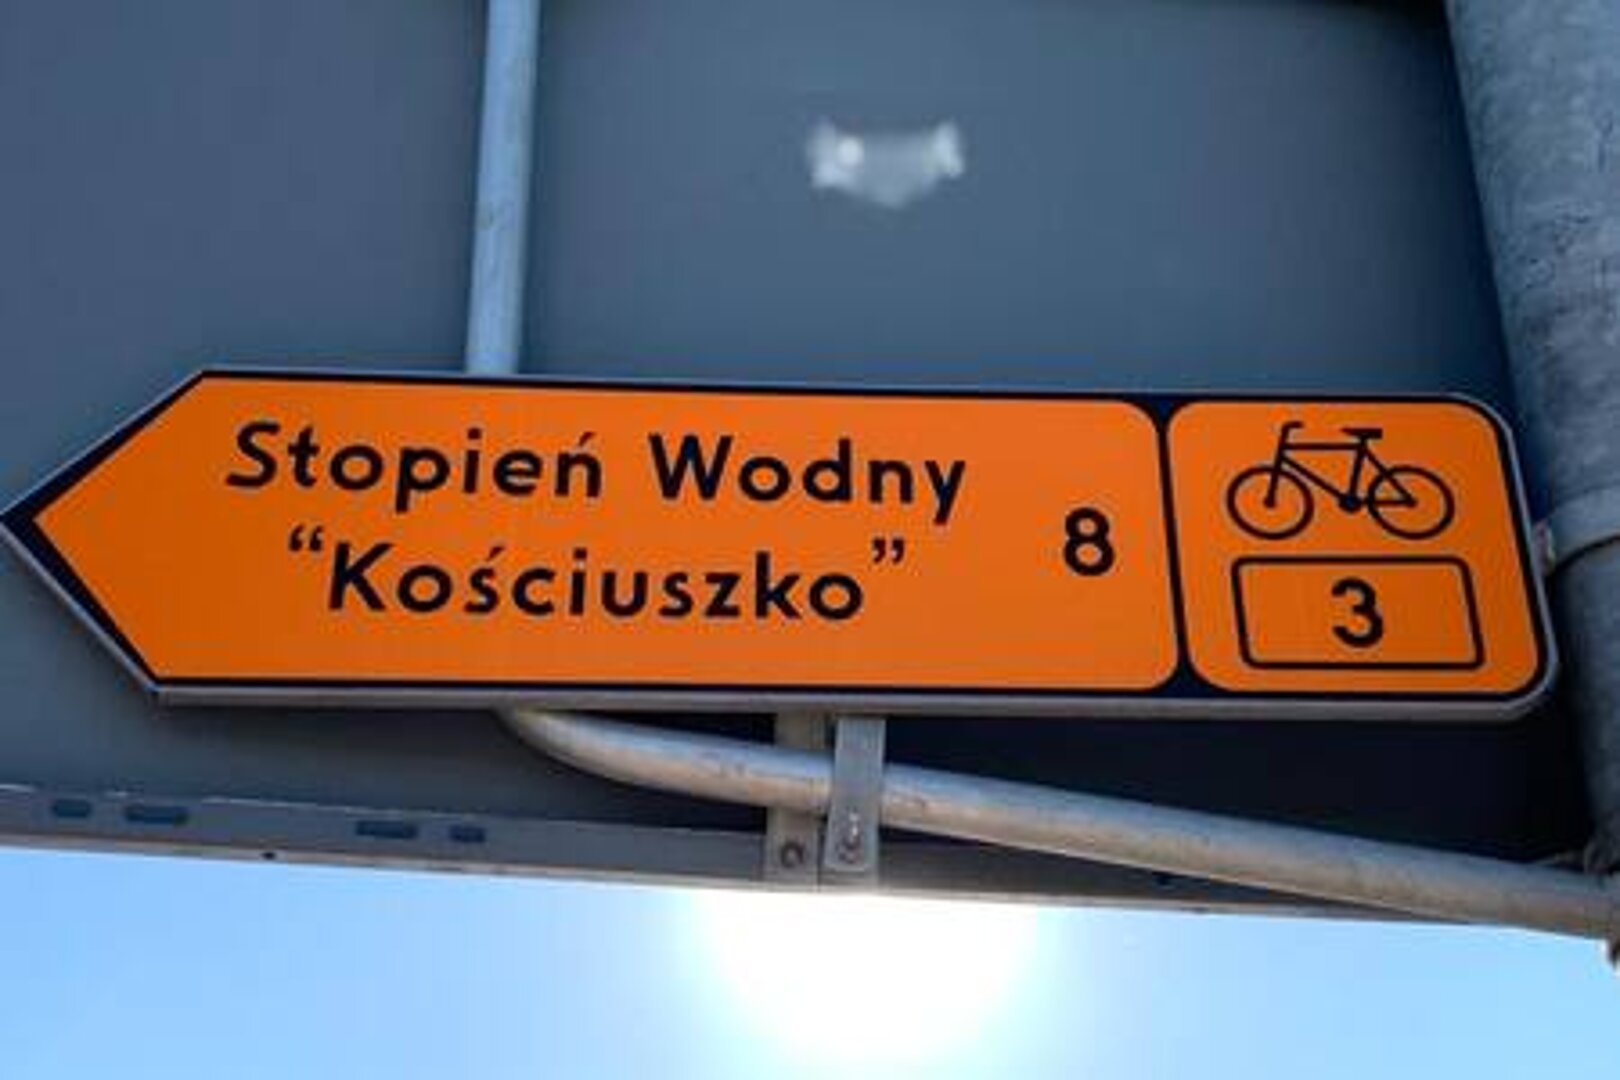 Stopień Wodny
“Kościuszko”
8
3